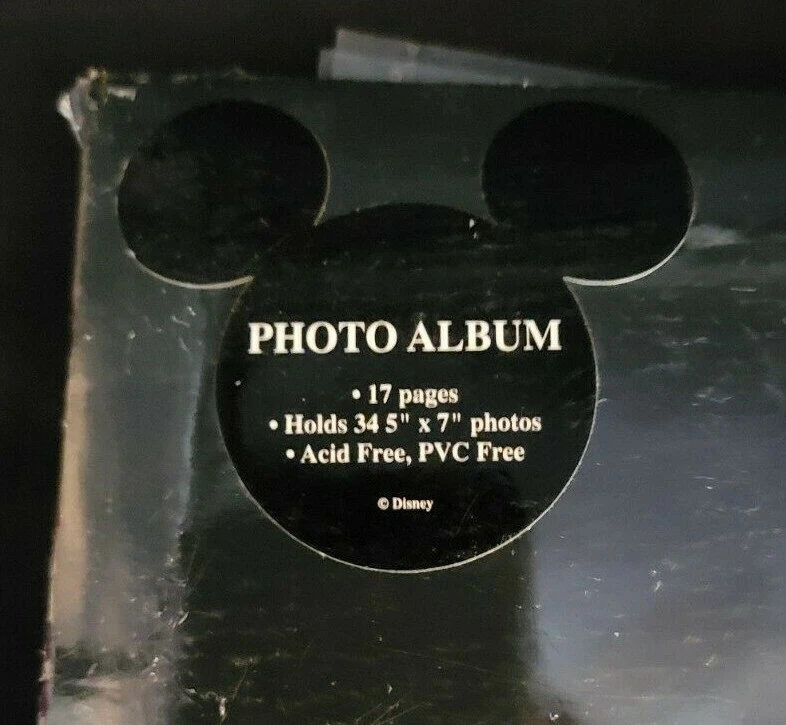 PHOTO ALBUM
• 17 pages
• Holds 34 5" x 7" photos
• Acid Free, PVC Free
© Disney